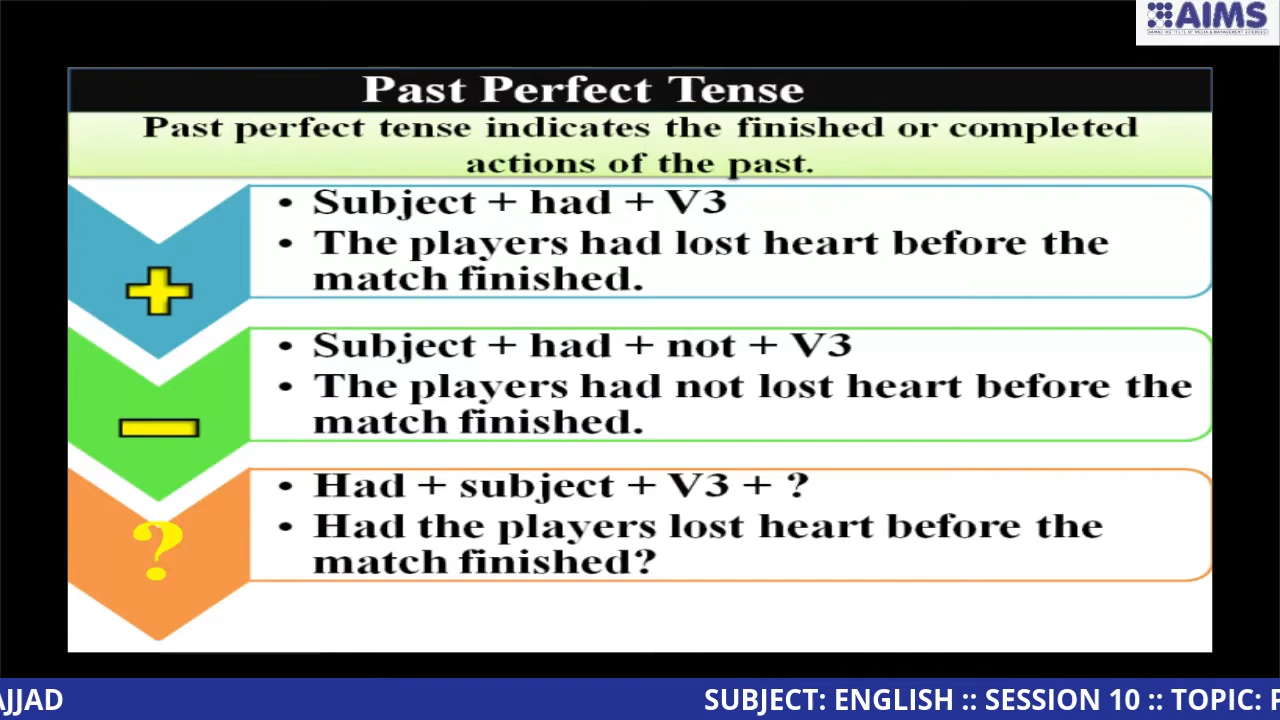 AIMS
Past Perfect Tense
Past perfect tense indicates the finished or completed
actions of the past.
• Subject + had + V3
• The players had lost heart before the
match finished.
• Subject + had + not + V3
• The players had not lost heart before the
match finished.
• Had + subject + V3 + ?
• Had the players lost heart before the
match finished?
?
AJJAD
SUBJECT: ENGLISH :: SESSION 10 :: TOPIC: P